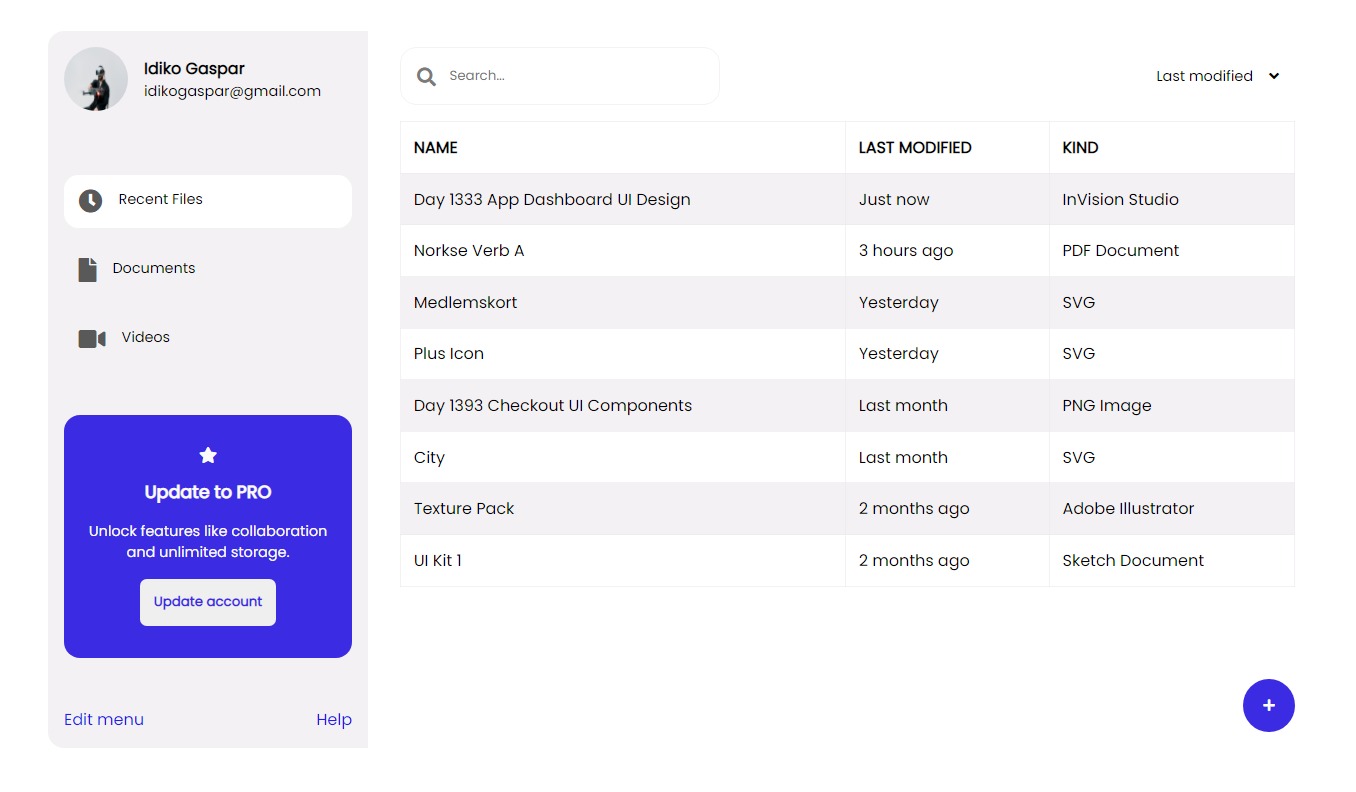 Idiko Gaspar
idikogaspar@gmail.com
Recent Files
Documents
Videos
Update to PRO
Unlock features like collaboration
and unlimited storage.
Update account
Edit menu Help
Search...
Last modified
NAME LAST MODIFIED KIND
Day 1333 App Dashboard UI Design Just now InVision Studio
Norkse Verb A 3 hours ago PDF Document
Medlemskort Yesterday SVG
Plus Icon Yesterday SVG
Day 1393 Checkout UI Components Last month PNG Image
City Last month SVG
Texture Pack 2 months ago Adobe Illustrator
UI Kit 1 2 months ago Sketch Document
+